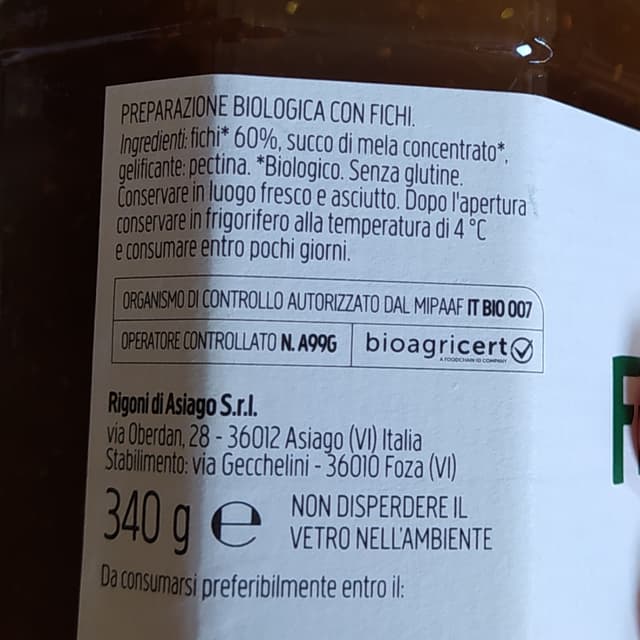 PREPARAZIONE BIOLOGICA CON FICHI.
Ingredienti: fichi* 60%, succo di mela concentrato*,
gelificante: pectina. *Biologico. Senza glutine.
Conservare in luogo fresco e asciutto. Dopo l'apertura
conservare in frigorifero alla temperatura di 4 °C
e consumare entro pochi giorni.
ORGANISMO DI CONTROLLO AUTORIZZATO DAL MIPAAF IT BIO 007
OPERATORE CONTROLLATO N. A99G
bioagricert
A FOODCHAIN ID COMPANY
Rigoni di Asiago S.r.l.
via Oberdan, 28 - 36012 Asiago (VI) Italia
Stabilimento: via Gecchelini - 36010 Foza (VI)
340 g e
NON DISPERDERE IL
VETRO NELL'AMBIENTE
Da consumarsi preferibilmente entro il: